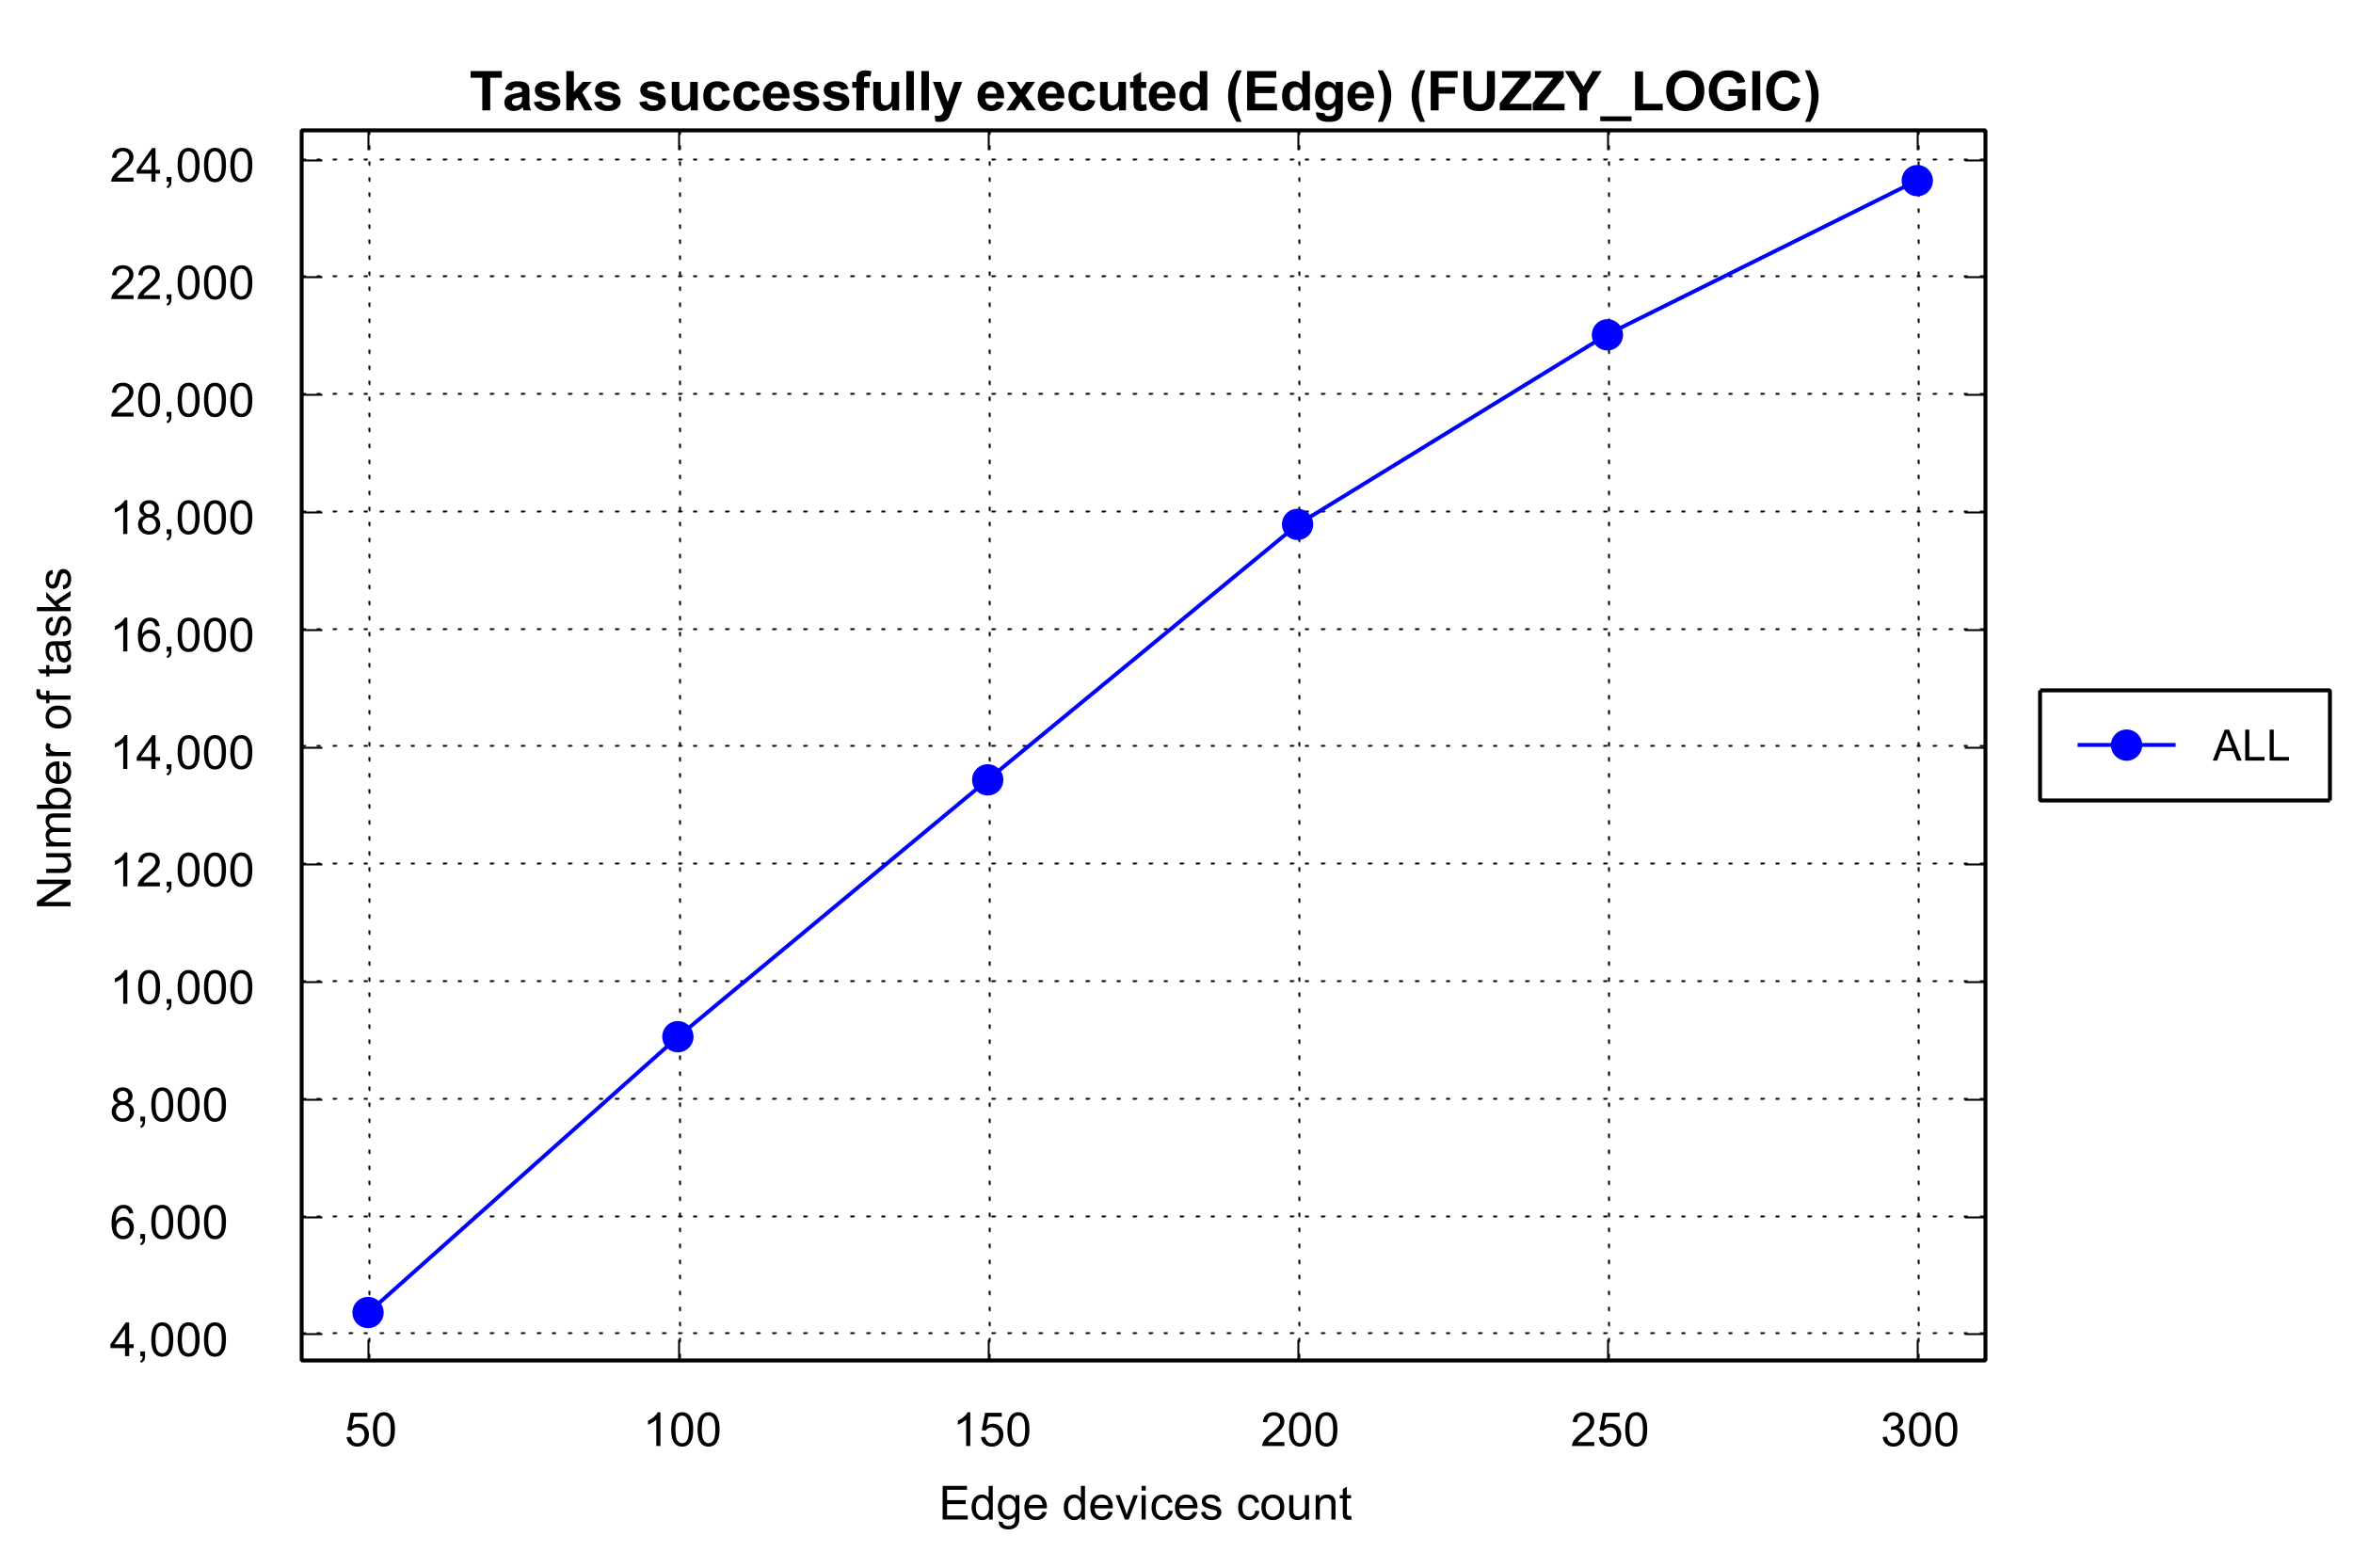 Tasks successfully executed (Edge) (FUZZY_LOGIC)
24,000
22,000
20,000
18,000
16,000
14,000
12,000
10,000
8,000
6,000
4,000
Number of tasks
50 100 150 200 250 300
Edge devices count
ALL